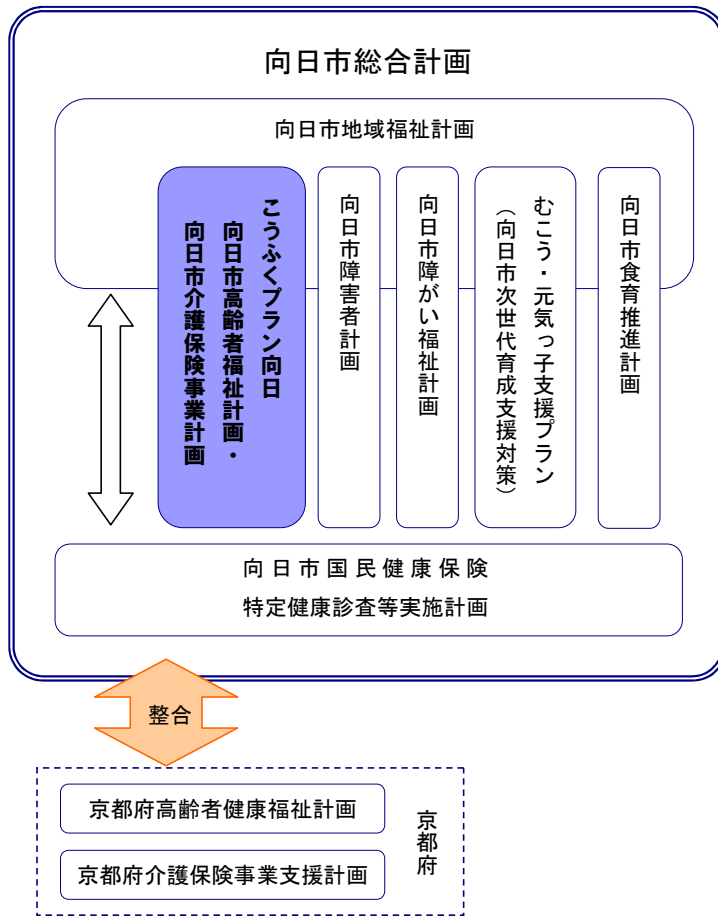 向日市総合計画
向日市地域福祉計画
こうふくプラン向日
向日市高齢者福祉計画・
向日市介護保険事業計画
向日市障害者計画
向日市障がい福祉計画
むこう・元気っ子支援プラン
（向日市次世代育成支援対策）
向日市食育推進計画
向日市国民健康保険
特定健康診査等実施計画
整合
京都府高齢者健康福祉計画
京都府介護保険事業支援計画
京都府